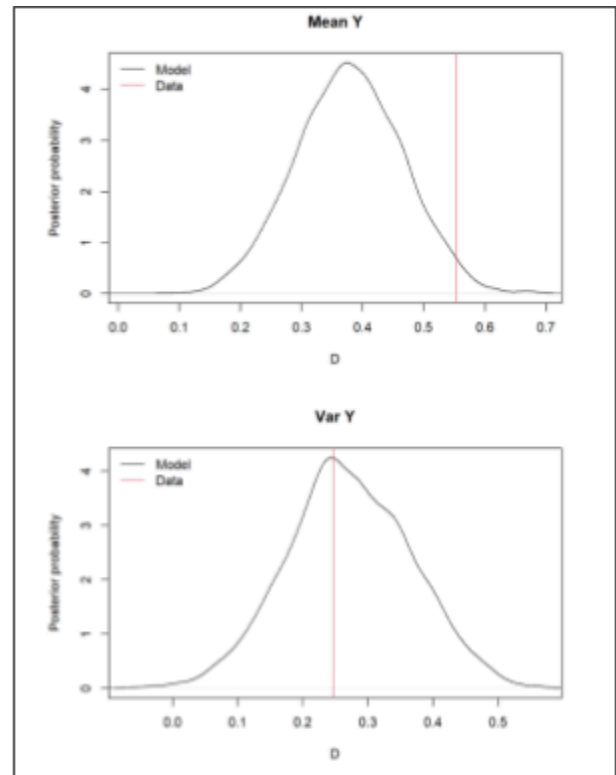 Mean Y
Model
Data
Posterior probability
4
3
2
1
0
0.0 0.1 0.2 0.3 0.4 0.5 0.6 0.7
D
Var Y
Model
Data
Posterior probability
4
3
2
1
0
0.0 0.1 0.2 0.3 0.4 0.5
D